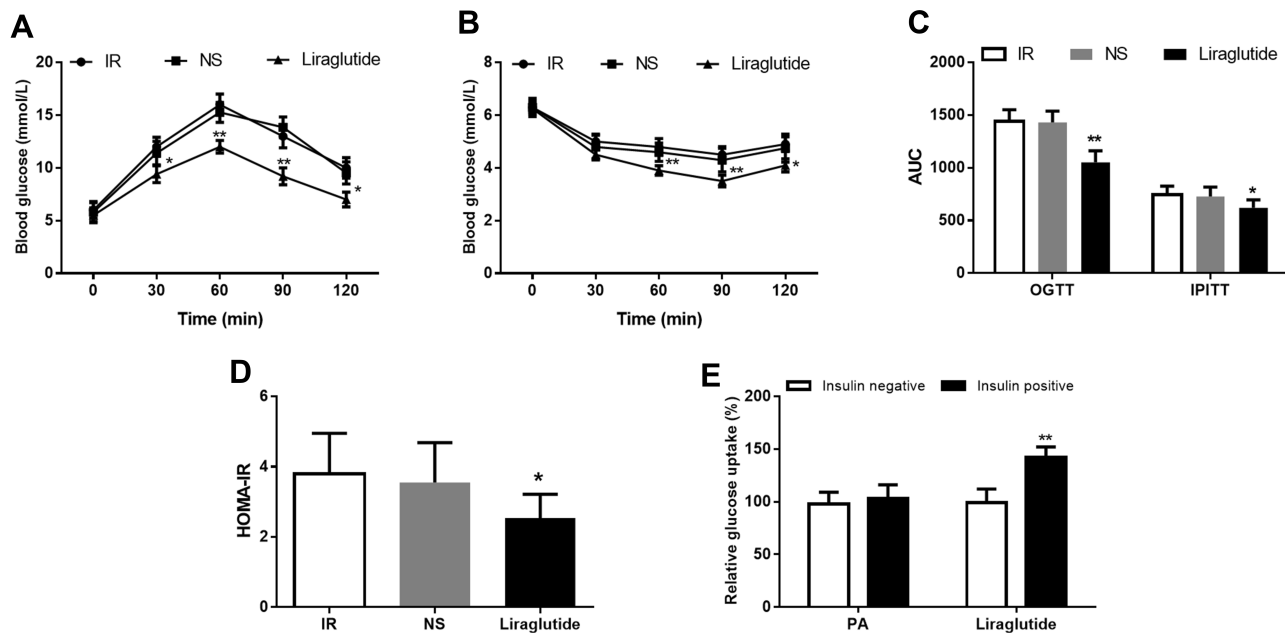 A
IR NS Liraglutide
Blood glucose (mmol/L)
20
15
10
5
0
*
**
**
*
0 30 60 90 120
Time (min)
B
IR NS Liraglutide
Blood glucose (mmol/L)
8
6
4
2
0
**
**
*
0 30 60 90 120
Time (min)
C
IR NS Liraglutide
AUC
2000
1500
1000
500
0
**
*
OGTT IPITT
D
HOMA-IR
6
4
2
0
*
IR NS Liraglutide
E
Insulin negative Insulin positive
Relative glucose uptake (%)
200
150
100
50
0
**
PA Liraglutide